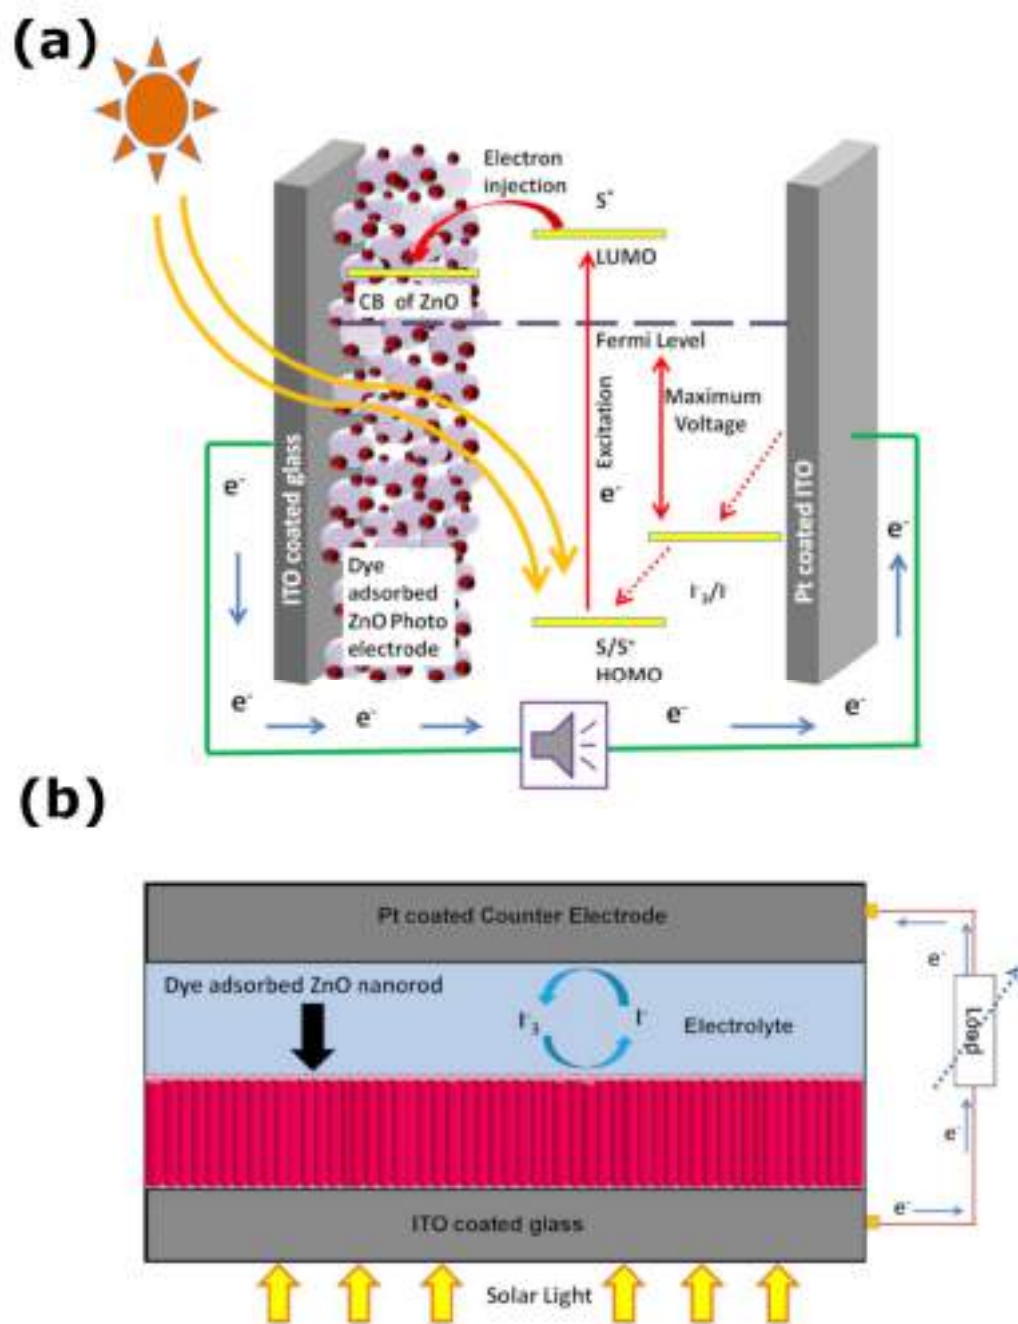 (a)
Electron
injection
S*
LUMO
CB of ZnO
Fermi Level
Maximum
Voltage
Excitation
e-
ITO coated glass
Pt coated ITO
Dye
adsorbed
ZnO Photo
electrode
I-3/I-
S/S+
HOMO
e-
e-
e-
e-
e-
e-
(b)
Pt coated Counter Electrode
Dye adsorbed ZnO nanorod
I-3
I-
Electrolyte
ITO coated glass
Solar Light
e-
Load
e-
e-